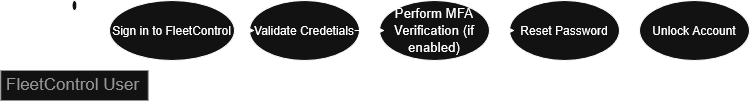 Sign in to FleetControl
Validate Credetials
Perform MFA
Verification (if
enabled)
Reset Password
Unlock Account
FleetControl User